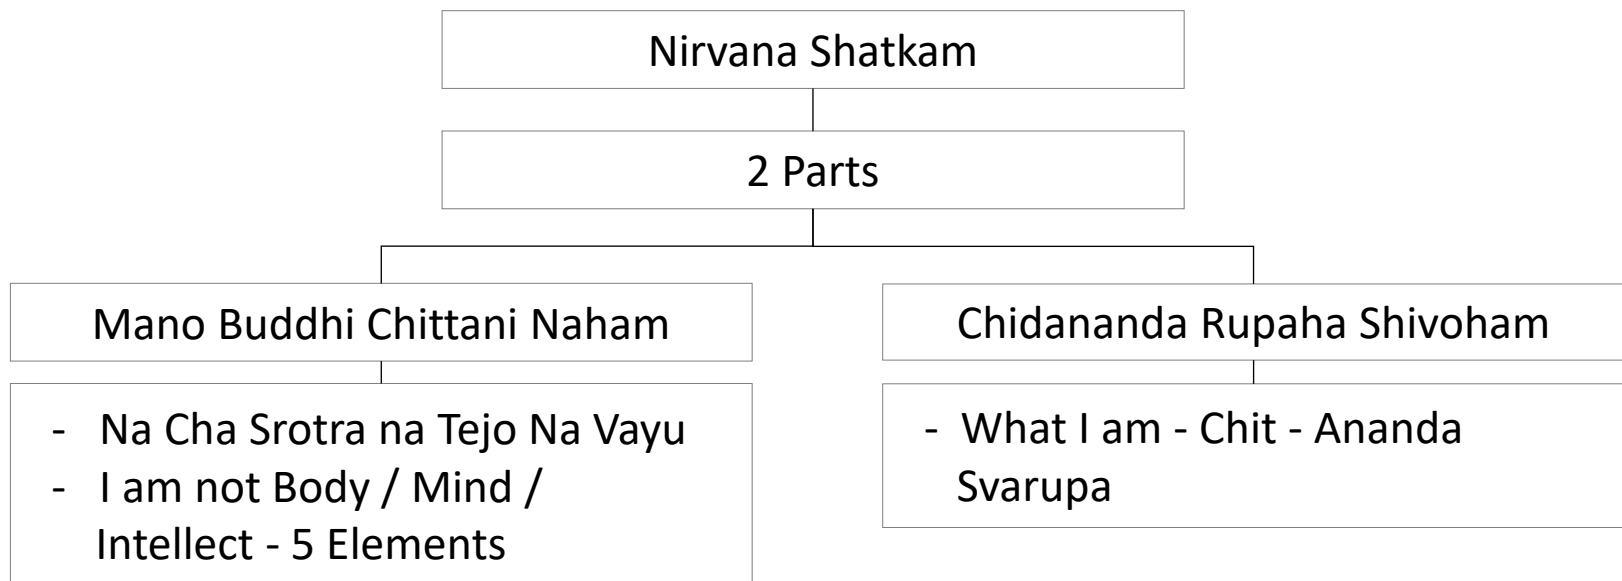 Nirvana Shatkam
2 Parts
Mano Buddhi Chittani Naham
- Na Cha Srotra na Tejo Na Vayu
- I am not Body / Mind /
Intellect - 5 Elements
Chidananda Rupaha Shivoham
- What I am - Chit - Ananda
Svarupa